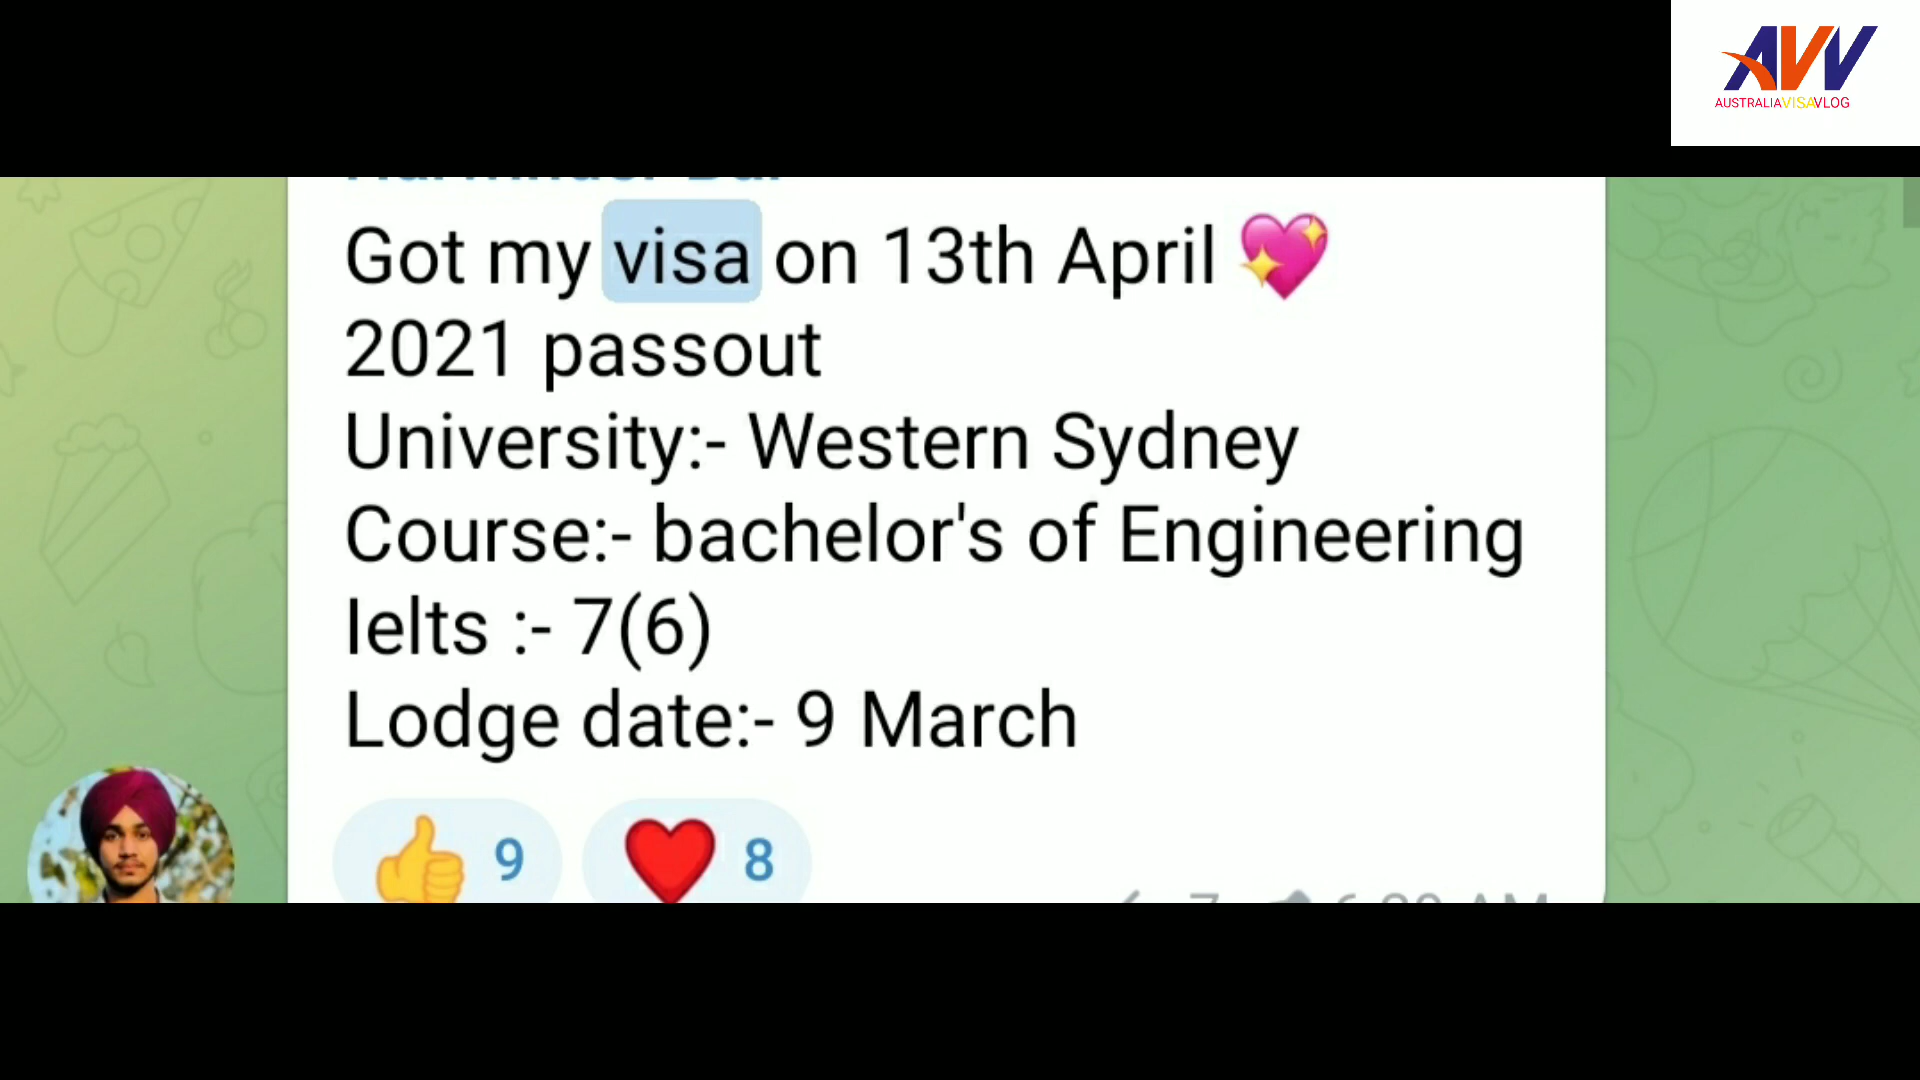 AVV
AUSTRALIAVISAVLOG
Got my visa on 13th April 💖
2021 passout
University:- Western Sydney
Course:- bachelor's of Engineering
Ielts :- 7(6)
Lodge date:- 9 March
👍 9 ❤️ 8